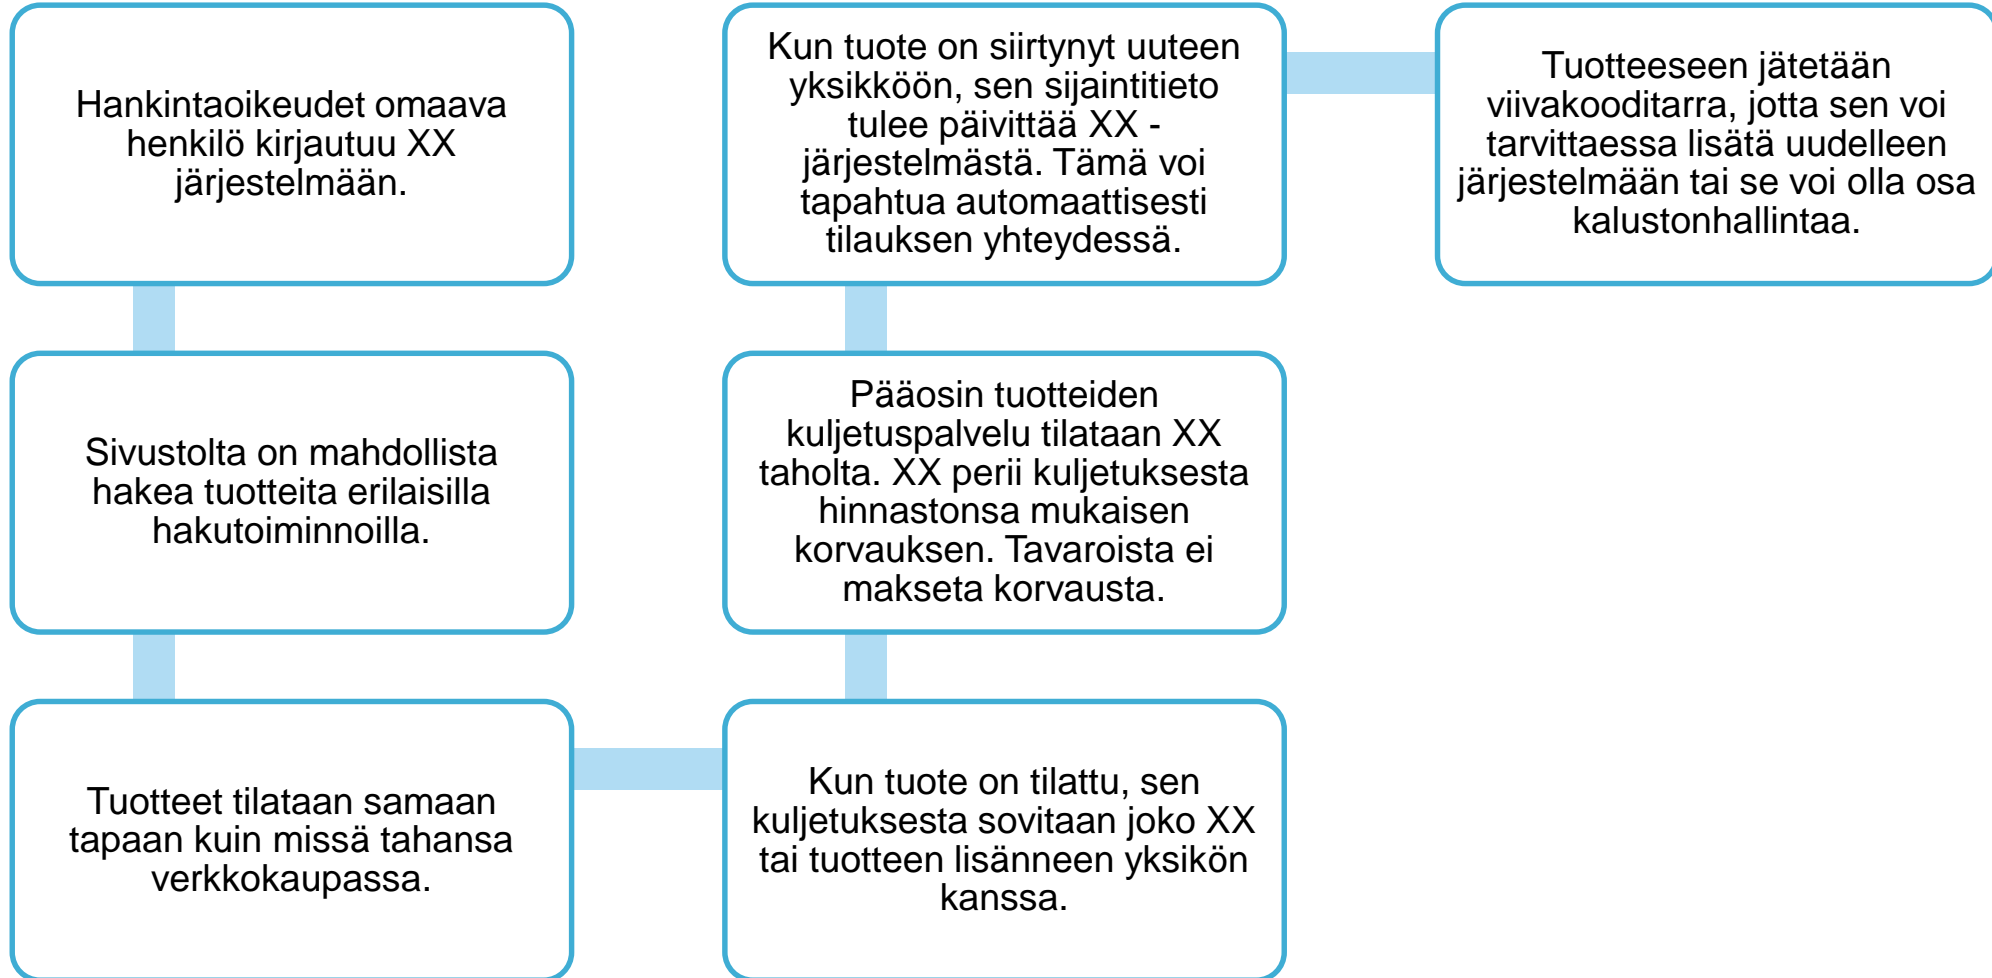 Hankintaoikeudet omaava
henkilö kirjautuu XX
järjestelmään.
Sivustolta on mahdollista
hakea tuotteita erilaisilla
hakutoiminnoilla.
Tuotteet tilataan samaan
tapaan kuin missä tahansa
verkkokaupassa.
Kun tuote on tilattu, sen
kuljetuksesta sovitaan joko XX
tai tuotteen lisänneen yksikön
kanssa.
Pääosin tuotteiden
kuljetuspalvelu tilataan XX
taholta. XX perii kuljetuksesta
hinnastonsa mukaisen
korvauksen. Tavaroista ei
makseta korvausta.
Kun tuote on siirtynyt uuteen
yksikköön, sen sijaintitieto
tulee päivittää XX -
järjestelmästä. Tämä voi
tapahtua automaattisesti
tilauksen yhteydessä.
Tuotteeseen jätetään
viivakooditarra, jotta sen voi
tarvittaessa lisätä uudelleen
järjestelmään tai se voi olla osa
kalustonhallintaa.